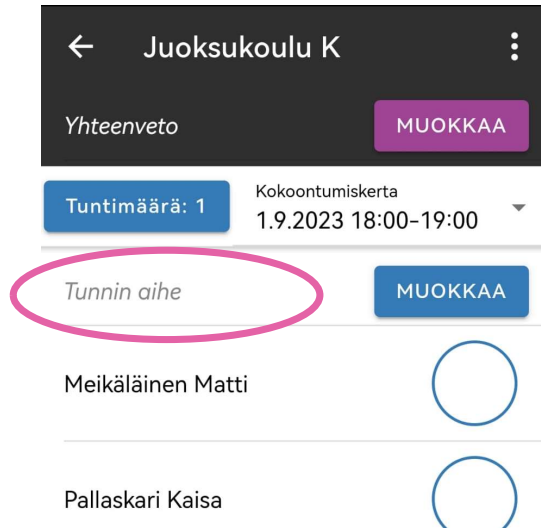 Juoksukoulu K
Yhteenveto MUOKKAA
Tuntimäärä: 1
Kokoontumiskerta
1.9.2023 18:00-19:00
Tunnin aihe MUOKKAA
Meikäläinen Matti
Pallaskari Kaisa